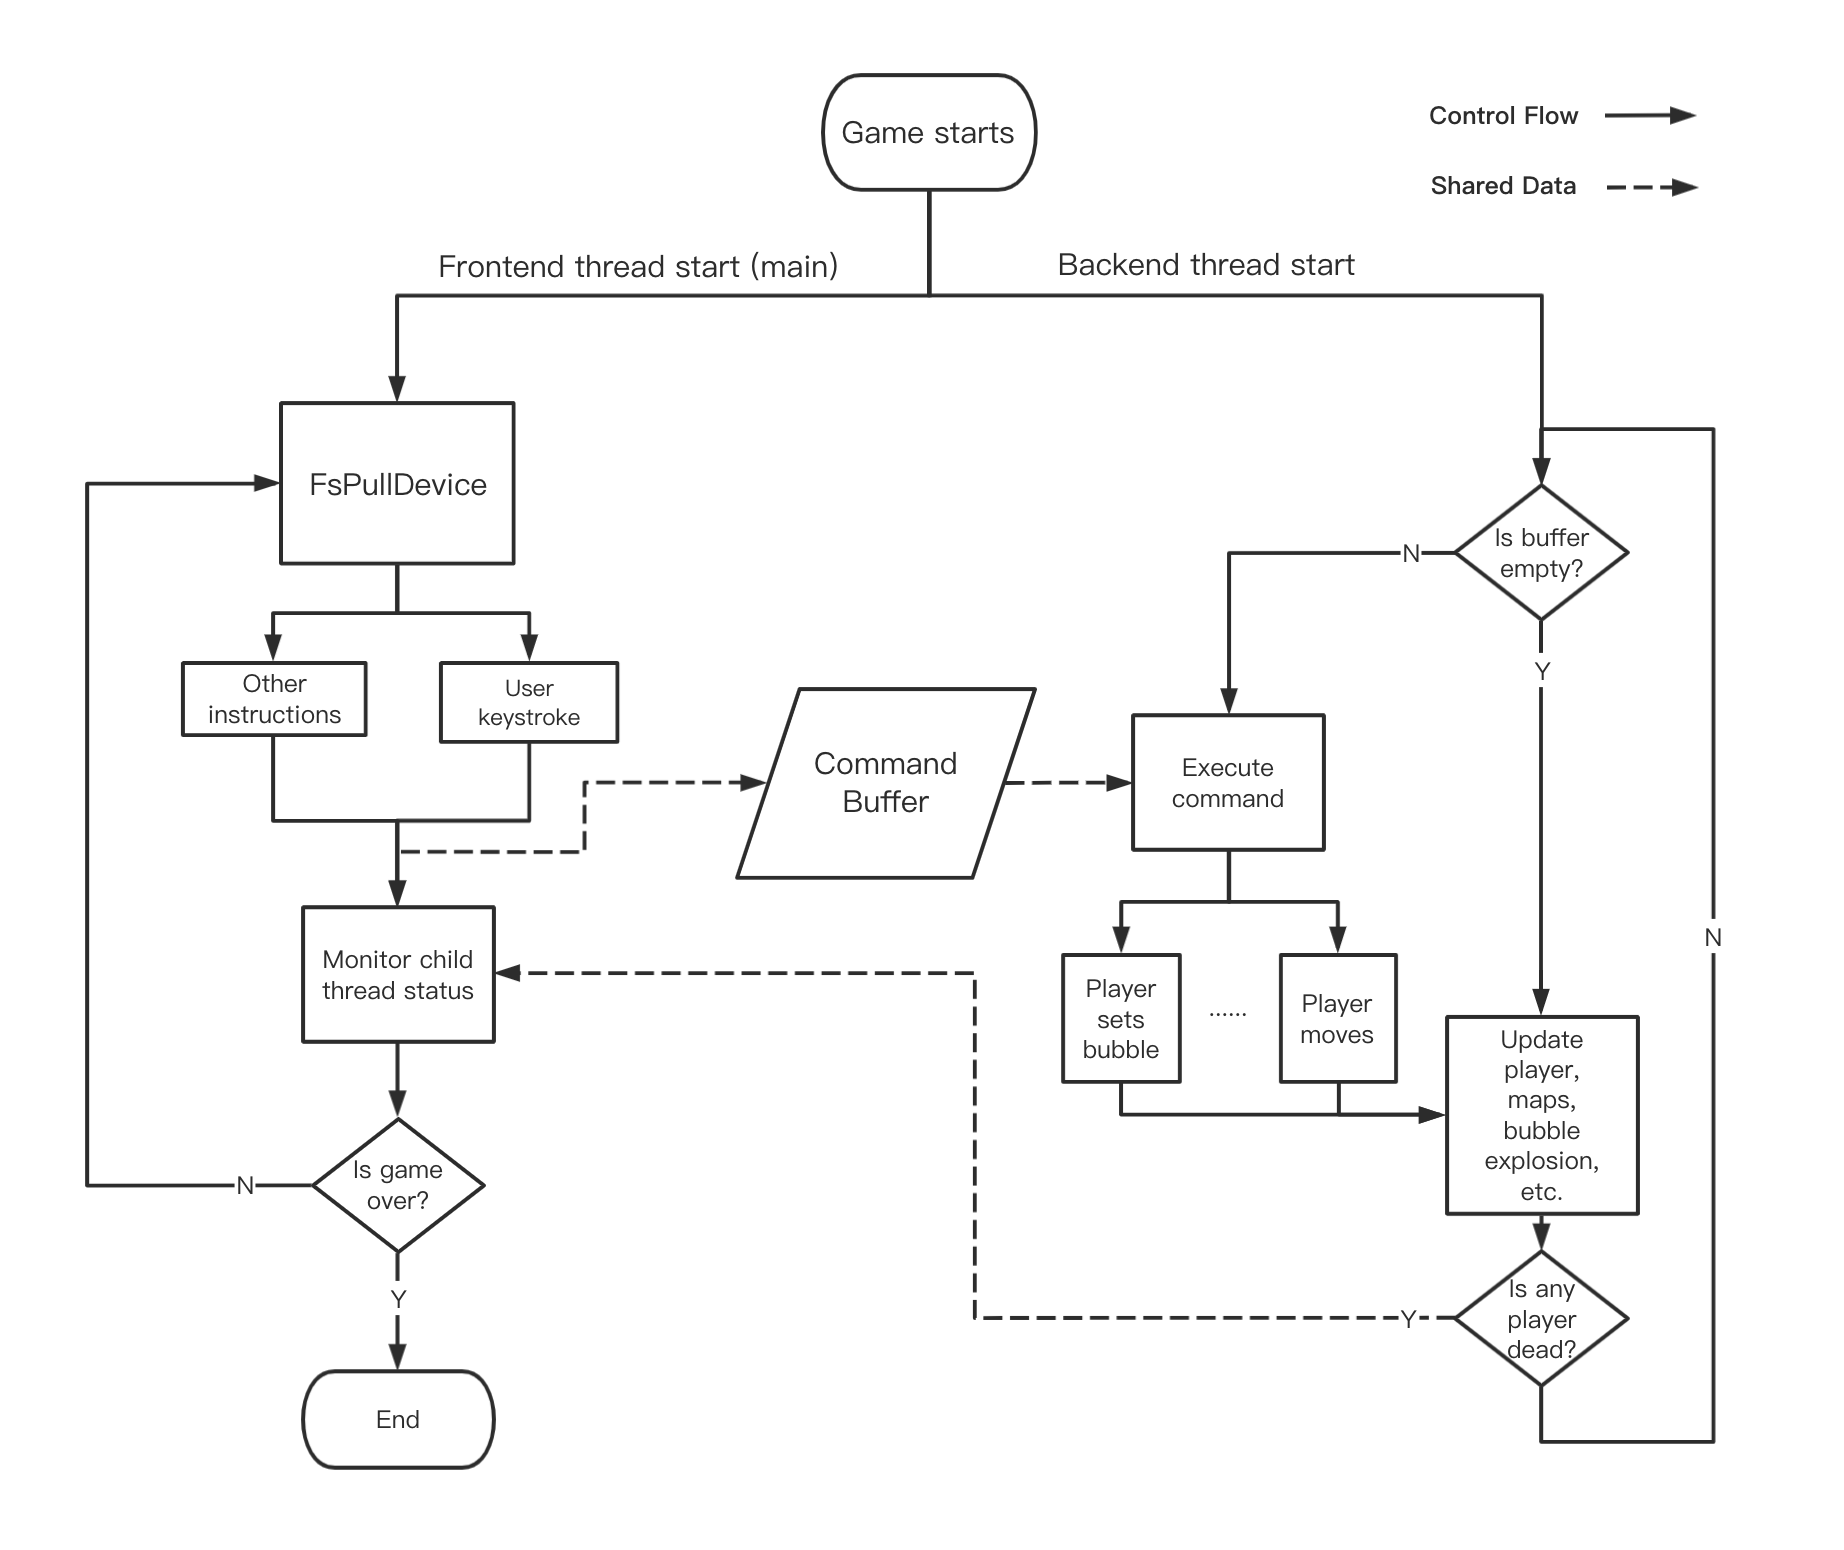 Game starts
Control Flow
Shared Data
Frontend thread start (main)
Backend thread start
FsPullDevice
Is buffer
empty?
N
Y
Other
instructions
User
keystroke
Command
Buffer
Execute
command
N
Monitor child
thread status
Player
sets
bubble
......
Player
moves
Update
player,
maps,
bubble
explosion,
etc.
Is game
over?
N
Y
Is any
player
dead?
Y
End